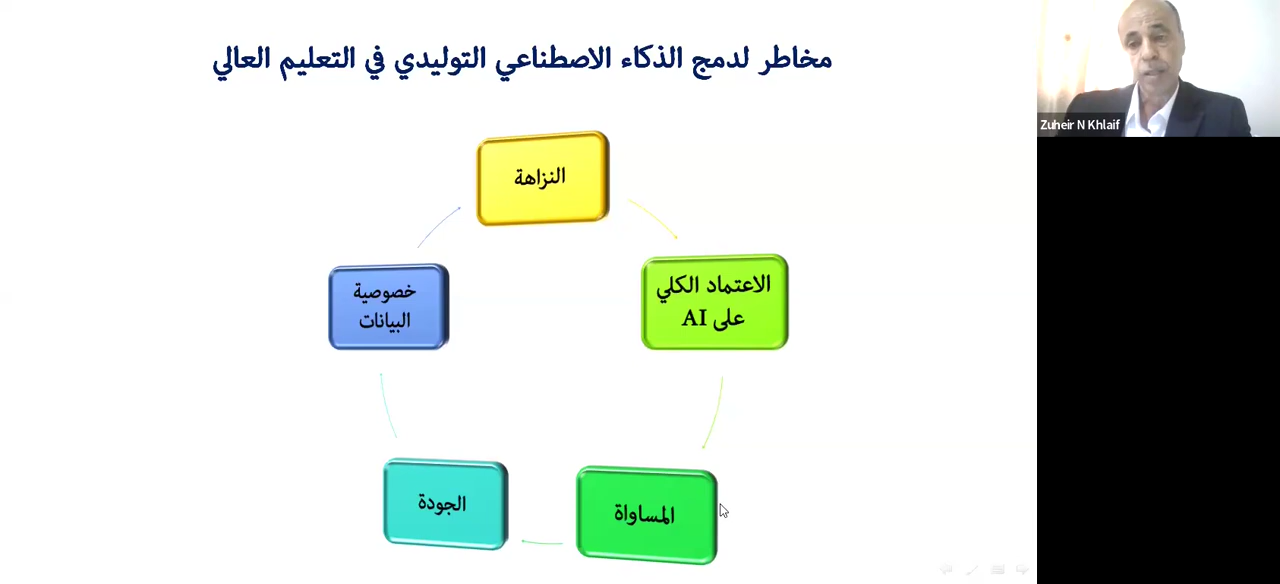 مخاطر لدمج الذكاء الاصطناعي التوليدي في التعليم العالي
Zuheir N Khlaif
النزاهة
الاعتماد الكلي
على AI
المساواة
الجودة
خصوصية
البيانات